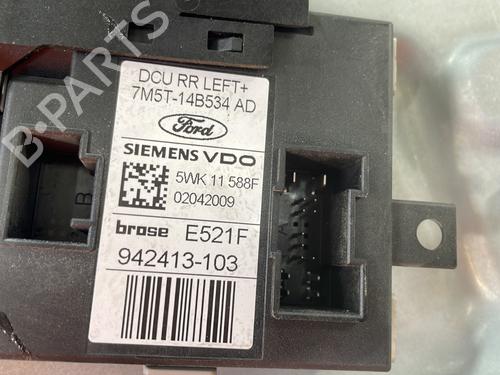 DCU RR LEFT+
7M5T-14B534 AD
Ford
SIEMENS VDO
5WK 11 588F
02042009
brose E521F
942413-103
B
A
B-PARTS